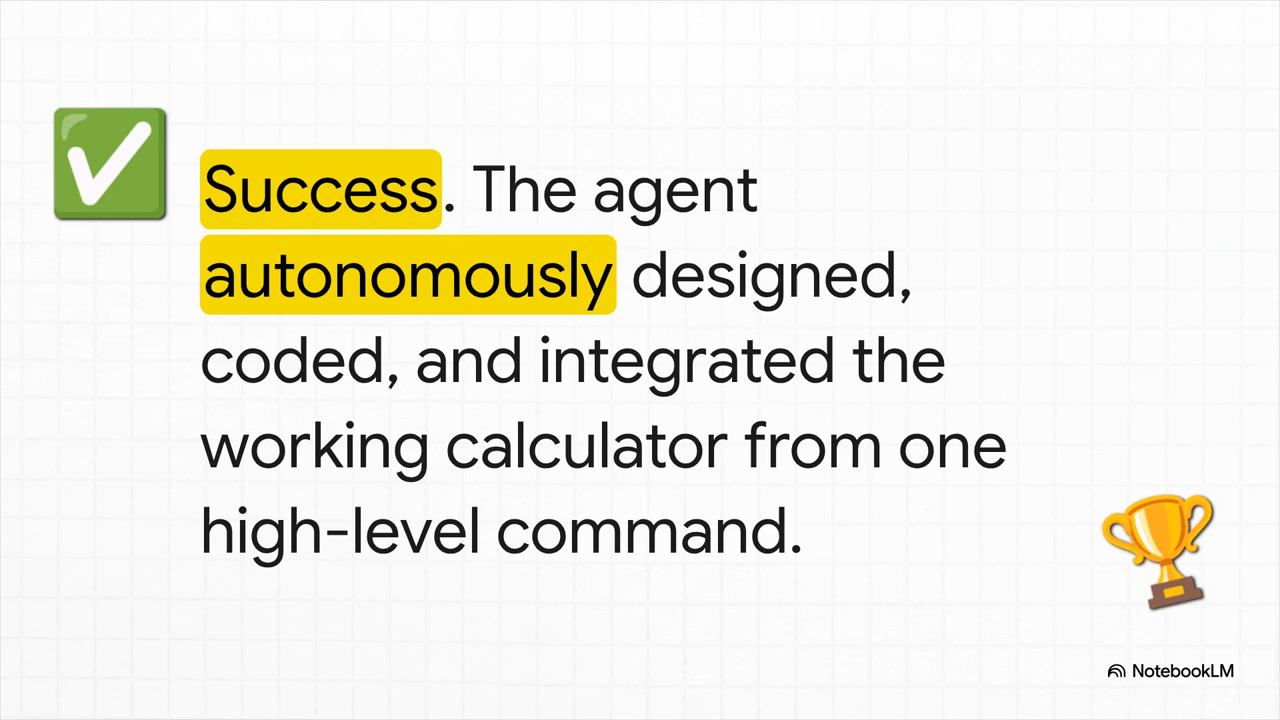 Success. The agent
autonomously designed,
coded, and integrated the
working calculator from one
high-level command.
NotebookLM